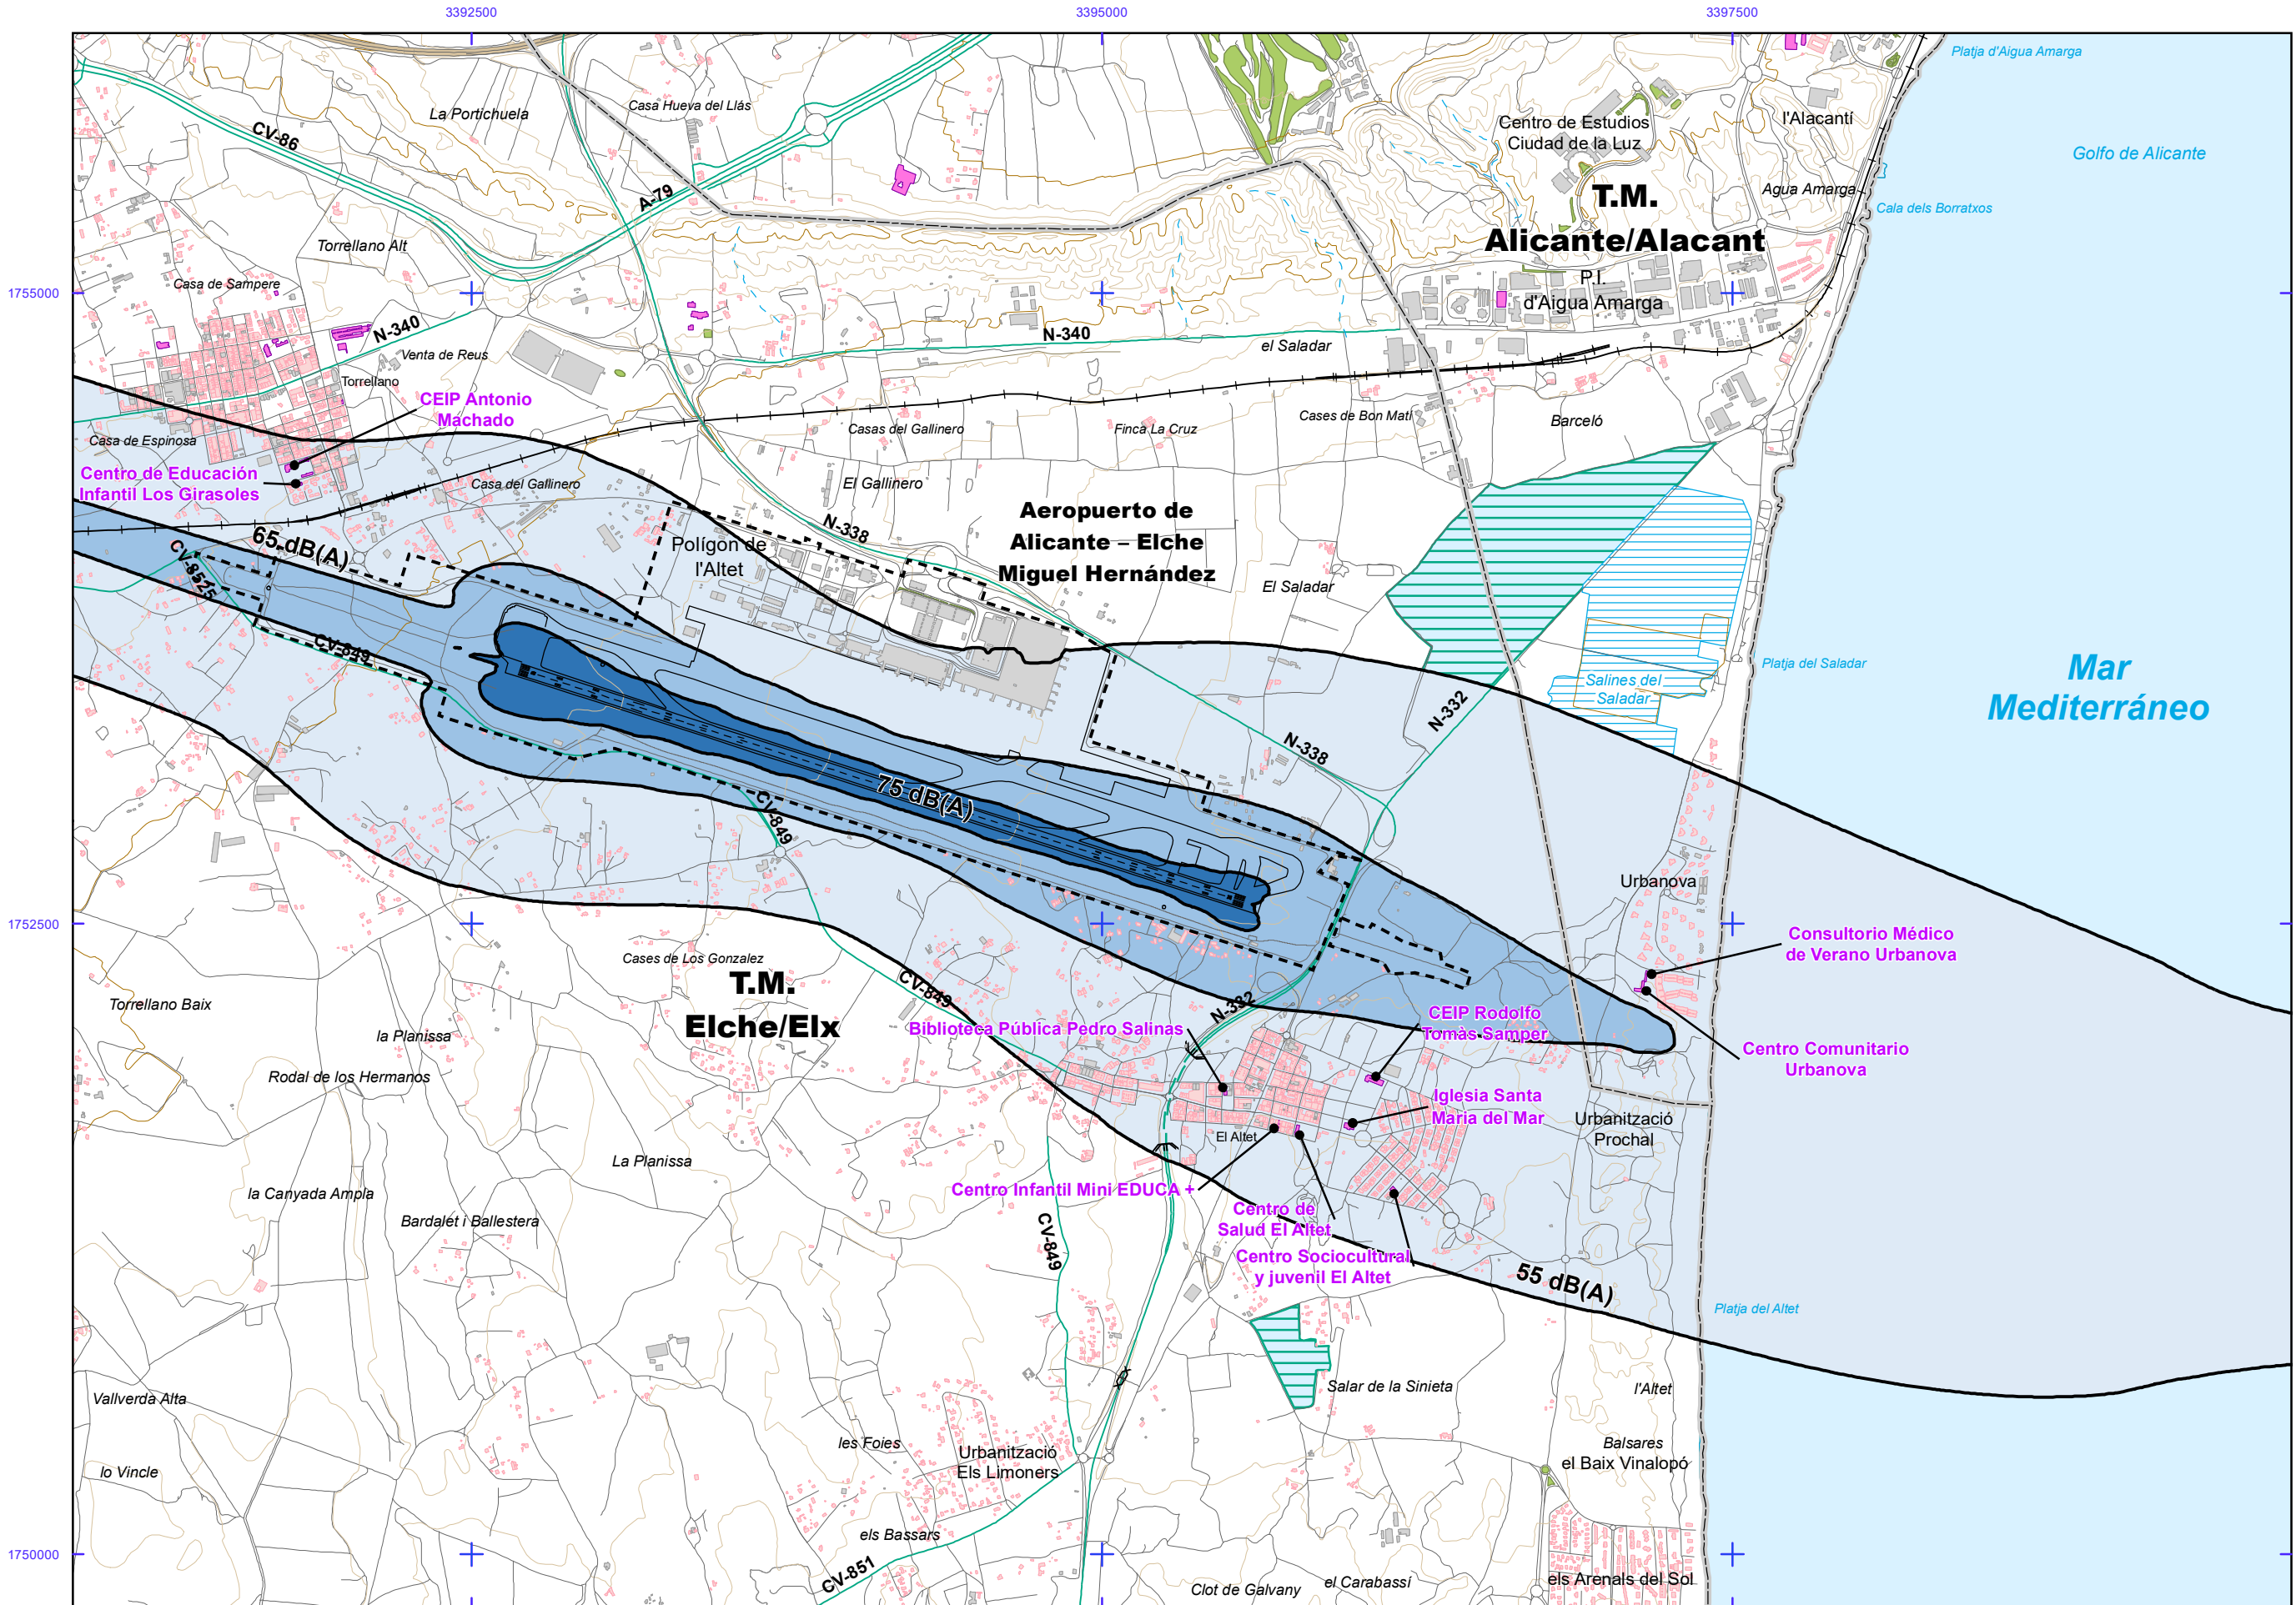 3392500
3395000
3397500
Platja d'Aigua Amarga
La Portichuela
Casa Hueva del Llás
CV-86
Centro de Estudios
Ciudad de la Luz
l'Alacantí
Golfo de Alicante
A-79
T.M.
Alicante/Alacant
Agua Amarga
Cala dels Borratxos
Torrellano Alt
Casa de Sampere
1755000
P.I.
d'Aigua Amarga
N-340
N-340
el Saladar
Venta de Reus
Torrellano
CEIP Antonio
Machado
Casa de Espinosa
Casas del Gallinero
Finca La Cruz
Cases de Bon Matí
Barceló
Centro de Educación
Infantil Los Girasoles
Casa del Gallinero
El Gallinero
Aeropuerto de
Alicante – Elche
Miguel Hernández
N-338
65 dB(A)
Polígon de
l'Altet
CV-8525
El Saladar
CV-849
Platja del Saladar
Mar
Mediterráneo
Salines del
Saladar
N-332
N-338
75 dB(A)
CV-849
Urbanova
1752500
Consultorio Médico
de Verano Urbanova
Cases de Los Gonzalez
T.M.
Elche/Elx
CV-849
Torrellano Baix
N-332
CEIP Rodolfo
Tomàs Samper
Biblioteca Pública Pedro Salinas
la Planissa
Centro Comunitario
Urbanova
Rodal de los Hermanos
Iglesia Santa
Maria del Mar
Urbanització
Prochal
El Altet
La Planissa
Centro Infantil Mini EDUCA +
la Canyada Ampla
Bardalet i Ballestera
Centro de
Salud El Altet
CV-849
Centro Sociocultural
y juvenil El Altet
55 dB(A)
Platja del Altet
Vallverda Alta
Salar de la Sinieta
l'Altet
les Foies
Urbanització
Els Limoners
Balsares
el Baix Vinalopó
lo Vincle
els Bassars
1750000
CV-851
Clot de Galvany
el Carabassí
els Arenals del Sol